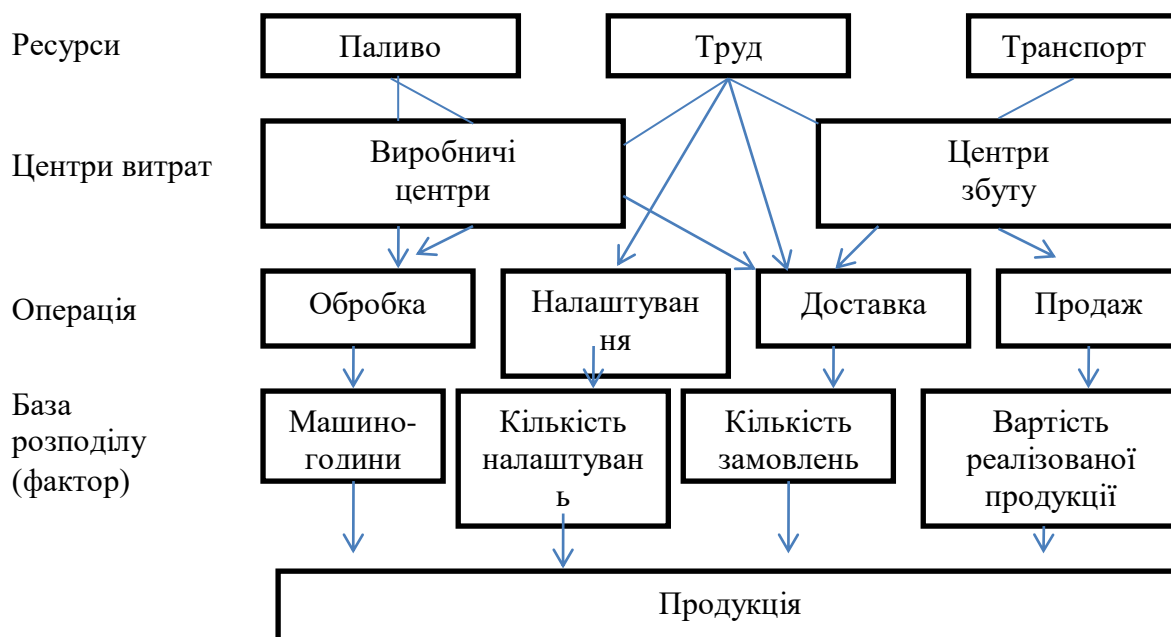 Ресурси
Паливо
Труд
Транспорт
Центри витрат
Виробничі
центри
Центри
збуту
Операція
Обробка
Налаштуван
ня
Доставка
Продаж
База
розподілу
(фактор)
Машино-
години
Кількість
налаштуван
ь
Кількість
замовлень
Вартість
реалізованої
продукції
Продукція